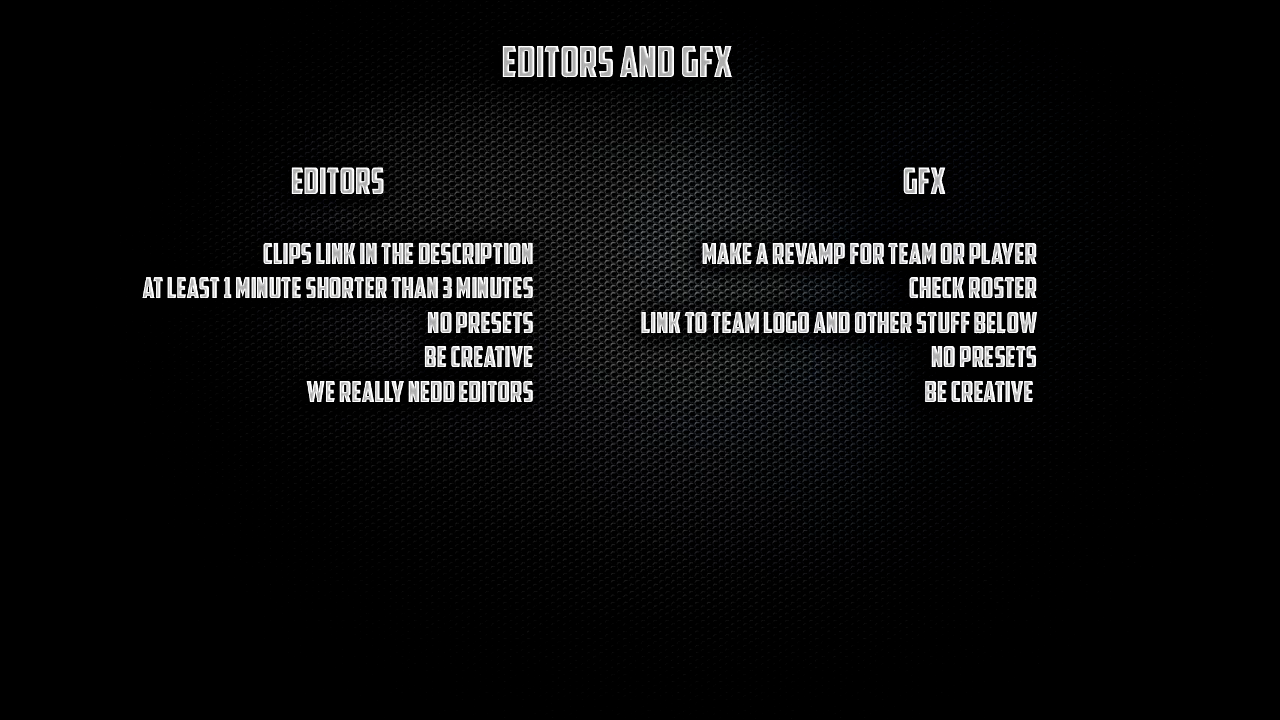 EDITORS AND GFX
EDITORS
CLIPS LINK IN THE DESCRIPTION
AT LEAST 1 MINUTE SHORTER THAN 3 MINUTES
NO PRESETS
BE CREATIVE
WE REALLY NEDD EDITORS
GFX
MAKE A REVAMP FOR TEAM OR PLAYER
CHECK ROSTER
LINK TO TEAM LOGO AND OTHER STUFF BELOW
NO PRESETS
BE CREATIVE